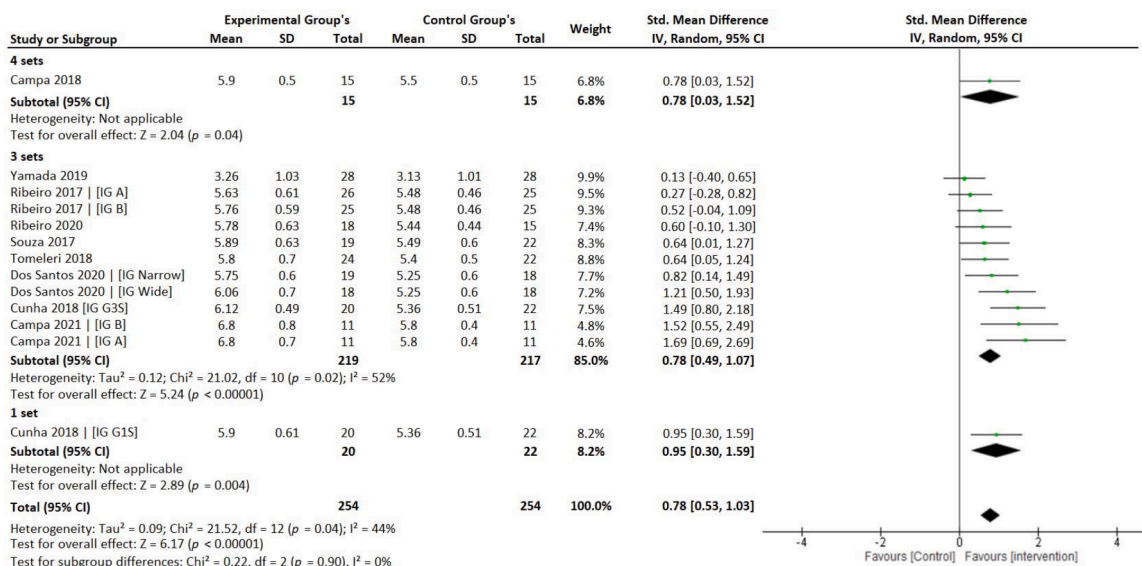 Experimental Group's Control Group's Std. Mean Difference Std. Mean Difference
Study or Subgroup Mean SD Total Mean SD Total Weight IV, Random, 95% CI IV, Random, 95% CI
4 sets
Campa 2018 5.9 0.5 15 5.5 0.5 15 6.8% 0.78 [0.03, 1.52]
Subtotal (95% CI) 15 15 6.8% 0.78 [0.03, 1.52]
Heterogeneity: Not applicable
Test for overall effect: Z = 2.04 (p = 0.04)
3 sets
Yamada 2019 3.26 1.03 28 3.13 1.01 28 9.9% 0.13 [-0.40, 0.65]
Ribeiro 2017 | [IG A] 5.63 0.61 26 5.48 0.46 25 9.5% 0.27 [-0.28, 0.82]
Ribeiro 2017 | [IG B] 5.76 0.59 25 5.48 0.46 25 9.3% 0.52 [-0.04, 1.09]
Ribeiro 2020 5.78 0.63 18 5.44 0.44 15 7.4% 0.60 [-0.10, 1.30]
Souza 2017 5.89 0.63 19 5.49 0.6 22 8.3% 0.64 [0.01, 1.27]
Tomeleri 2018 5.8 0.7 24 5.4 0.5 22 8.8% 0.64 [0.05, 1.24]
Dos Santos 2020 | [IG Narrow] 5.75 0.6 19 5.25 0.6 18 7.7% 0.82 [0.14, 1.49]
Dos Santos 2020 | [IG Wide] 6.06 0.7 18 5.25 0.6 18 7.2% 1.21 [0.50, 1.93]
Cunha 2018 [IG G3S] 6.12 0.49 20 5.36 0.51 22 7.5% 1.49 [0.80, 2.18]
Campa 2021 | [IG B] 6.8 0.8 11 5.8 0.4 11 4.8% 1.52 [0.55, 2.49]
Campa 2021 | [IG A] 6.8 0.7 11 5.8 0.4 11 4.6% 1.69 [0.69, 2.69]
Subtotal (95% CI) 219 217 85.0% 0.78 [0.49, 1.07]
Heterogeneity: Tau² = 0.12; Chi² = 21.02, df = 10 (p = 0.02); I² = 52%
Test for overall effect: Z = 5.24 (p < 0.00001)
1 set
Cunha 2018 | [IG G1S] 5.9 0.61 20 5.36 0.51 22 8.2% 0.95 [0.30, 1.59]
Subtotal (95% CI) 20 22 8.2% 0.95 [0.30, 1.59]
Heterogeneity: Not applicable
Test for overall effect: Z = 2.89 (p = 0.004)
Total (95% CI) 254 254 100.0% 0.78 [0.53, 1.03]
Heterogeneity: Tau² = 0.09; Chi² = 21.52, df = 12 (p = 0.04); I² = 44%
Test for overall effect: Z = 6.17 (p < 0.00001)
Test for subgroup differences: Chi² = 0.22, df = 2 (p = 0.90), I² = 0%
-4 -2 0 2 4
Favours [Control] Favours [intervention]